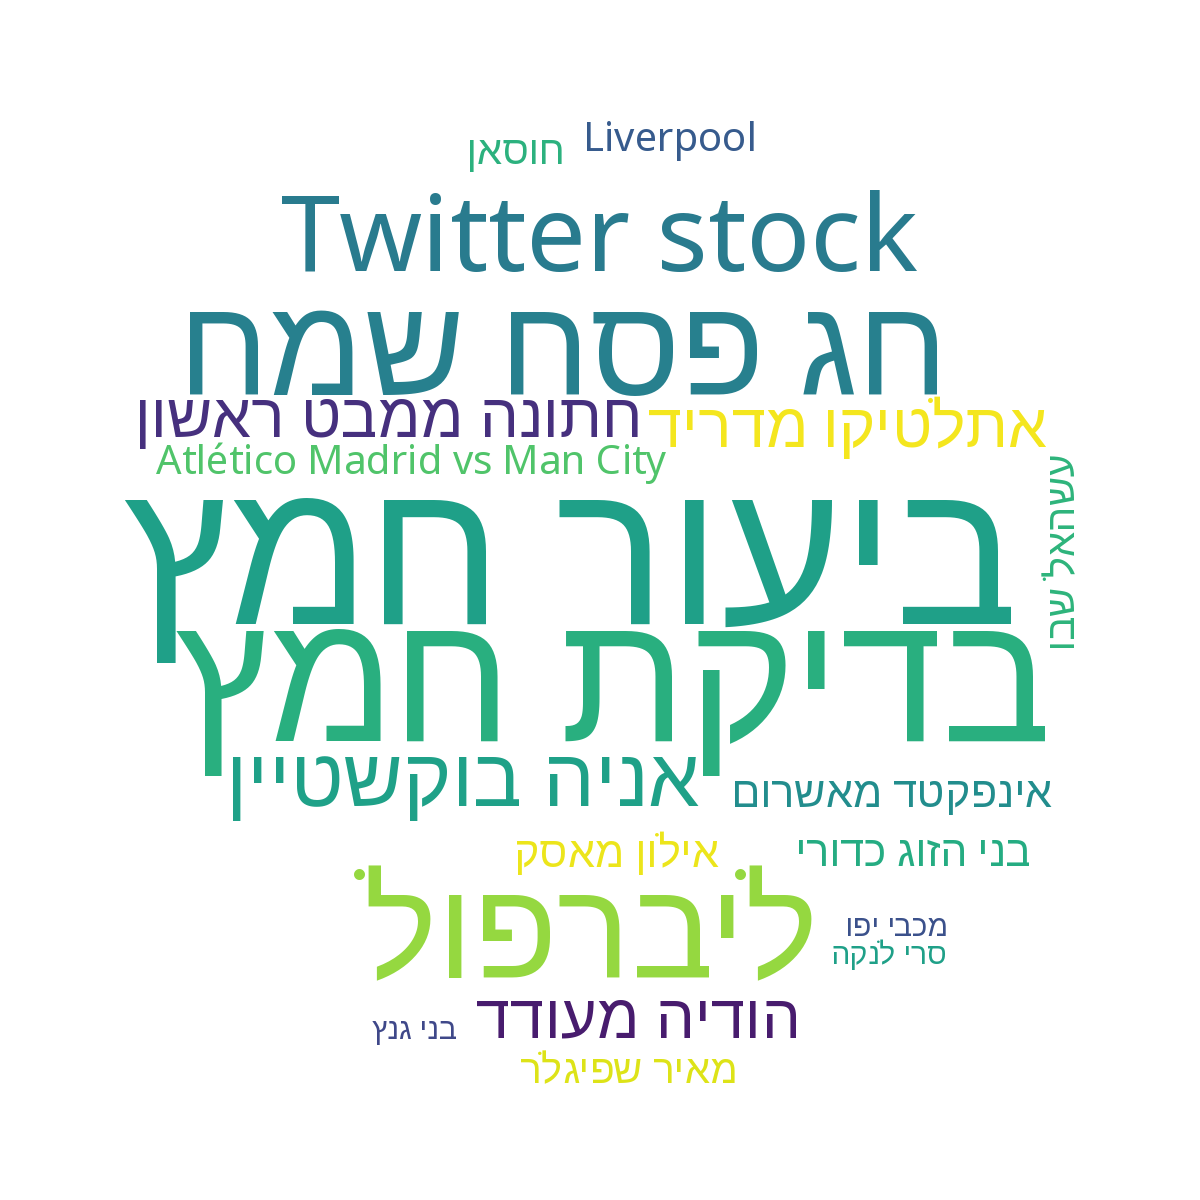 Liverpool
חוסאן
Twitter stock
חג פסח שמח
חתונה ממבט ראשון
אתלטיקו מדריד
Atlético Madrid vs Man City
עשהאל שבו
ביעור חמץ
בדיקת חמץ
אניה בוקשטיין
אינפקטד מאשרום
אילון מאסק
בני הזוג כדורי
ליברפול
מכבי יפו
סרי לנקה
הודיה מעודד
בני גנץ
מאיר שפיגלר